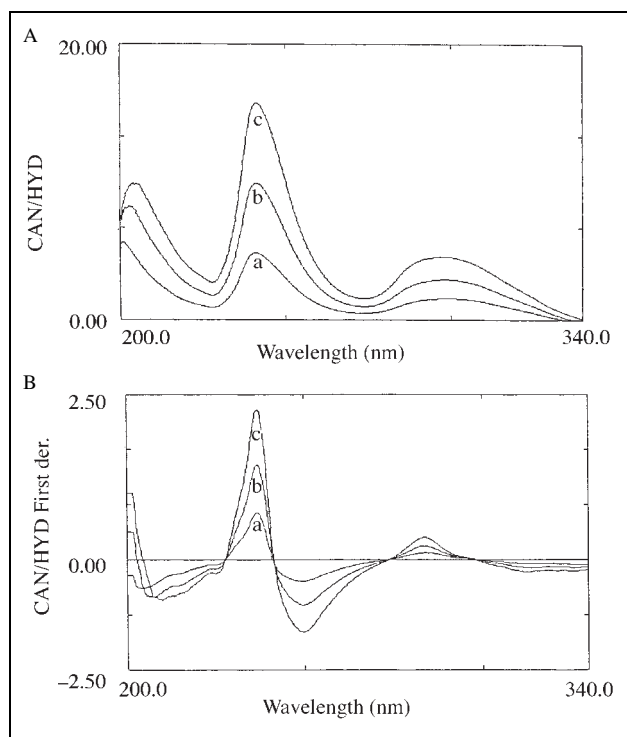 A
20.00
CAN/HYD
c
b
a
0.00
200.0 340.0
Wavelength (nm)
B
2.50
CAN/HYD First der.
c
b
a
0.00
−2.50
200.0 340.0
Wavelength (nm)